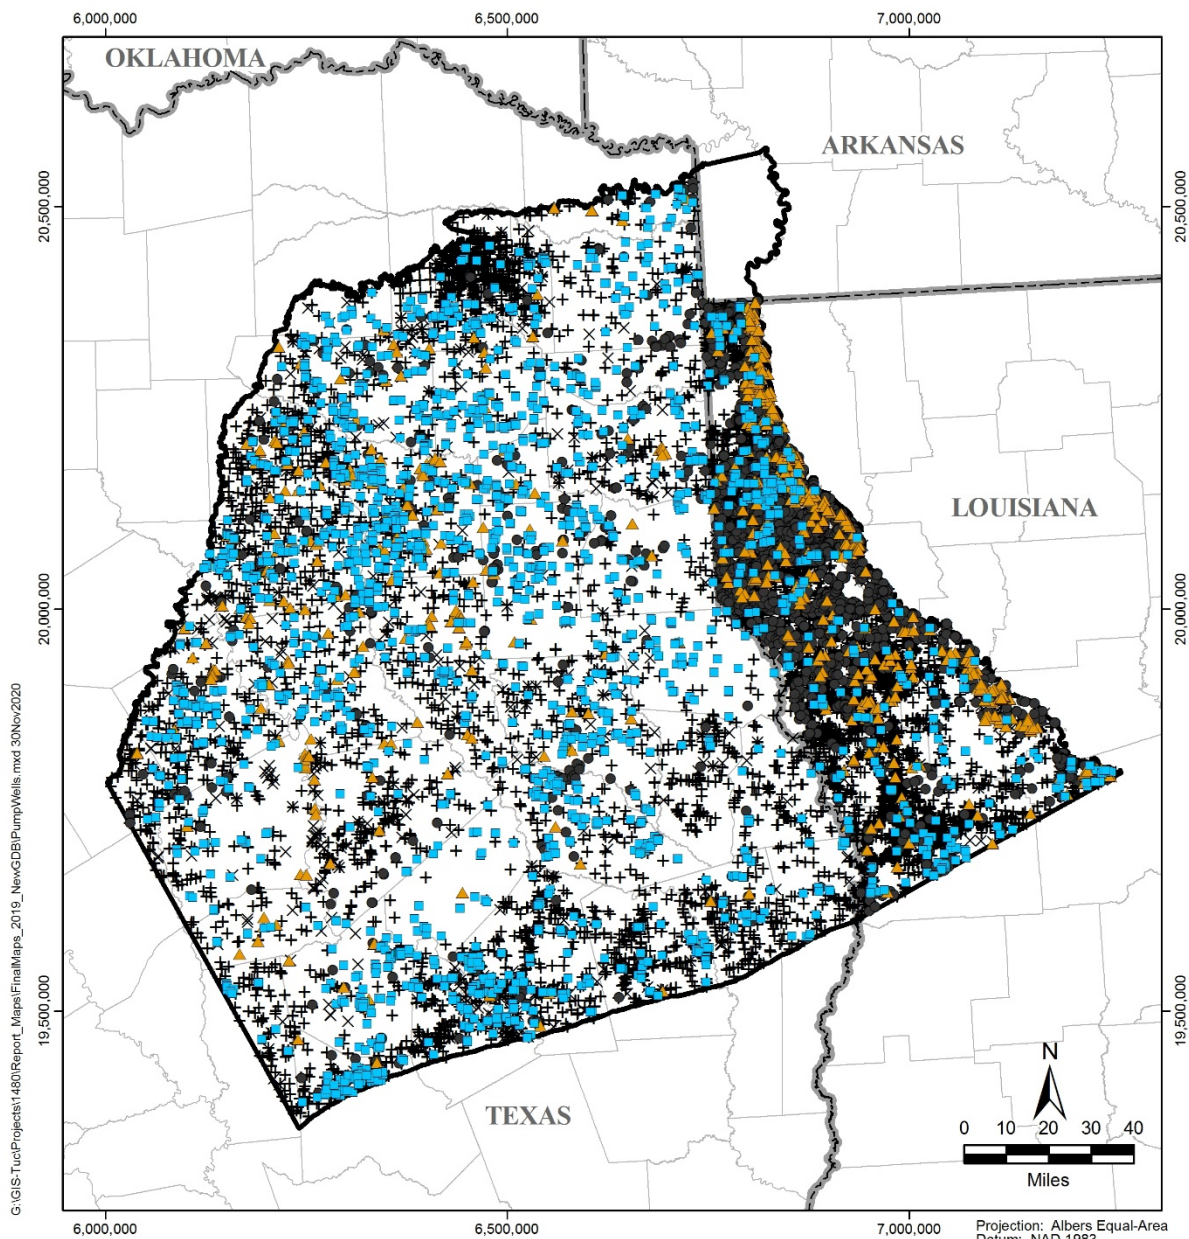 6,000,000 6,500,000 7,000,000
OKLAHOMA
ARKANSAS
20,500,000 20,500,000
LOUISIANA
20,000,000 20,000,000
G:\GIS-Tuc\Projects\1480\Report_Maps\FinalMaps_2019_NewGDB\PumpWells.mxd 30Nov2020
19,500,000 19,500,000
N
TEXAS
0 10 20 30 40
Miles
6,000,000 6,500,000 7,000,000
Projection: Albers Equal-Area
Datum: NAD 1983